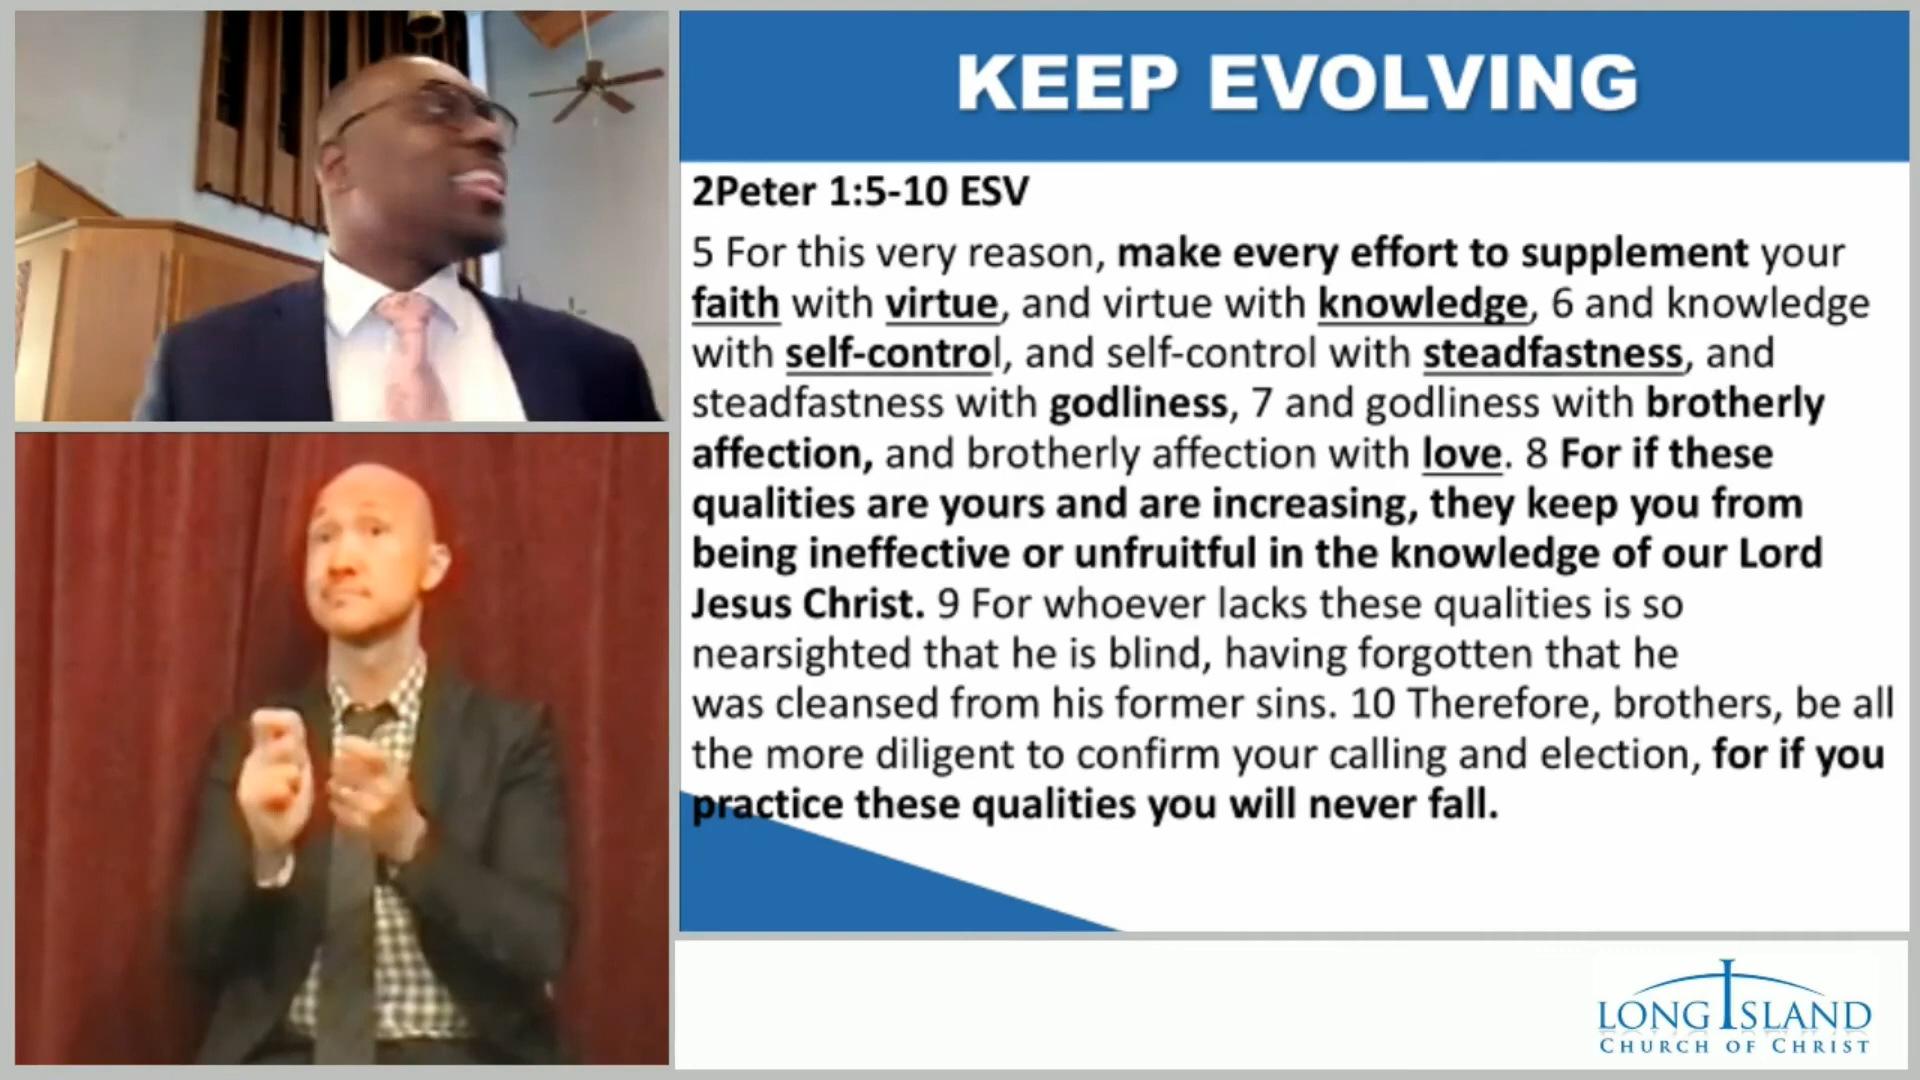 KEEP EVOLVING
2Peter 1:5-10 ESV
5 For this very reason, make every effort to supplement your
faith with virtue, and virtue with knowledge, 6 and knowledge
with self-control, and self-control with steadfastness, and
steadfastness with godliness, 7 and godliness with brotherly
affection, and brotherly affection with love. 8 For if these
qualities are yours and are increasing, they keep you from
being ineffective or unfruitful in the knowledge of our Lord
Jesus Christ. 9 For whoever lacks these qualities is so
nearsighted that he is blind, having forgotten that he
was cleansed from his former sins. 10 Therefore, brothers, be all
the more diligent to confirm your calling and election, for if you
practice these qualities you will never fall.
LONG ISLAND
CHURCH OF CHRIST